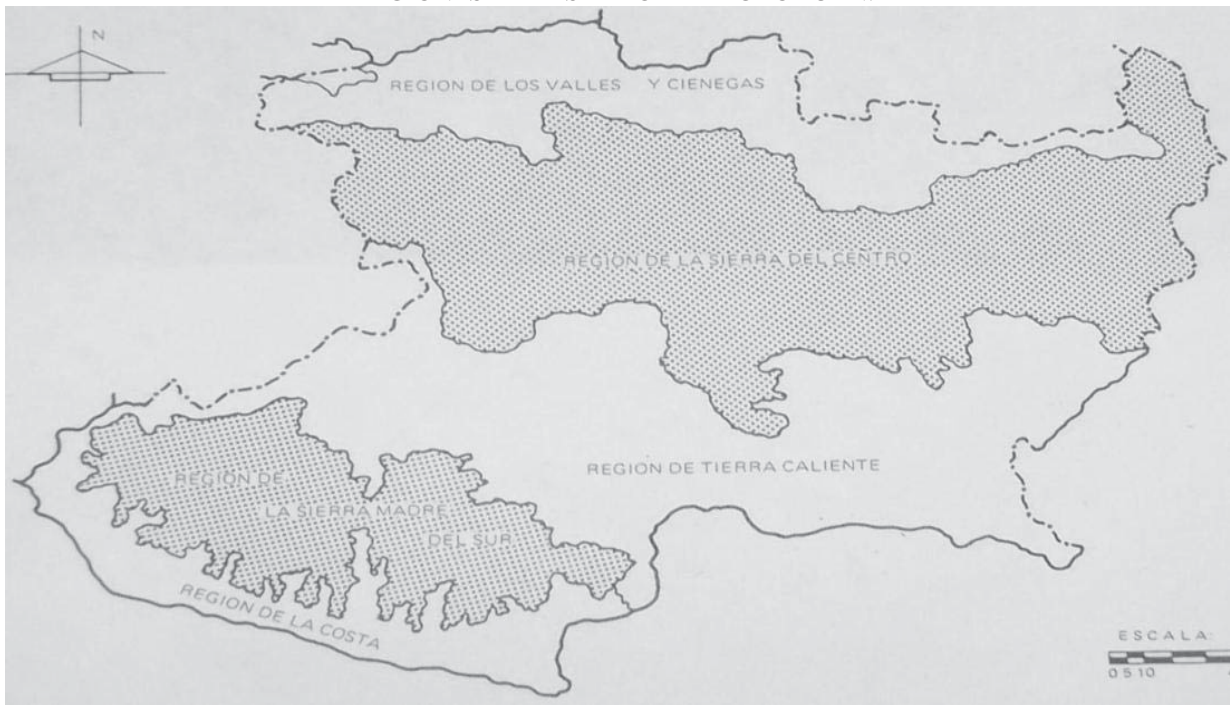 N
REGION DE LOS VALLES Y CIENEGAS
REGION DE LA SIERRA DEL CENTRO
REGION DE TIERRA CALIENTE
REGION DE
LA SIERRA MADRE
DEL SUR
REGION DE LA COSTA
ESCALA:
0 5 10